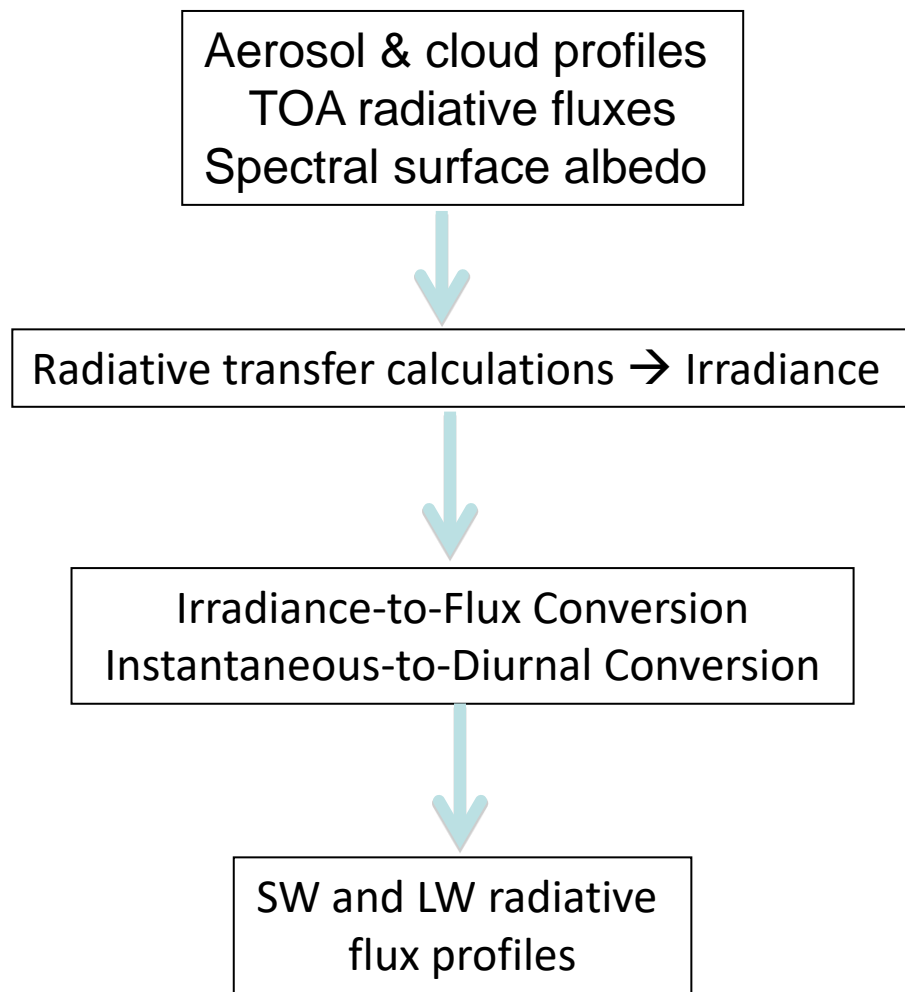 Aerosol & cloud profiles
TOA radiative fluxes
Spectral surface albedo
Radiative transfer calculations → Irradiance
Irradiance-to-Flux Conversion
Instantaneous-to-Diurnal Conversion
SW and LW radiative
flux profiles